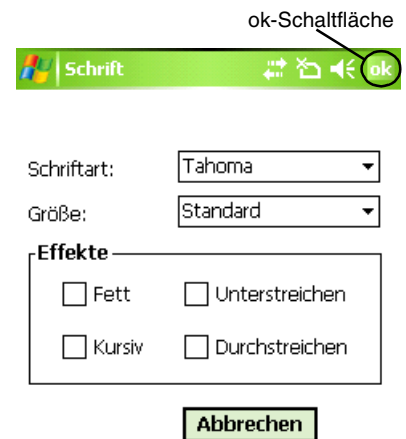 ok-Schaltfläche
Schrift ok
Schriftart: Tahoma
Größe: Standard
Effekte
Fett Unterstreichen
Kursiv Durchstreichen
Abbrechen